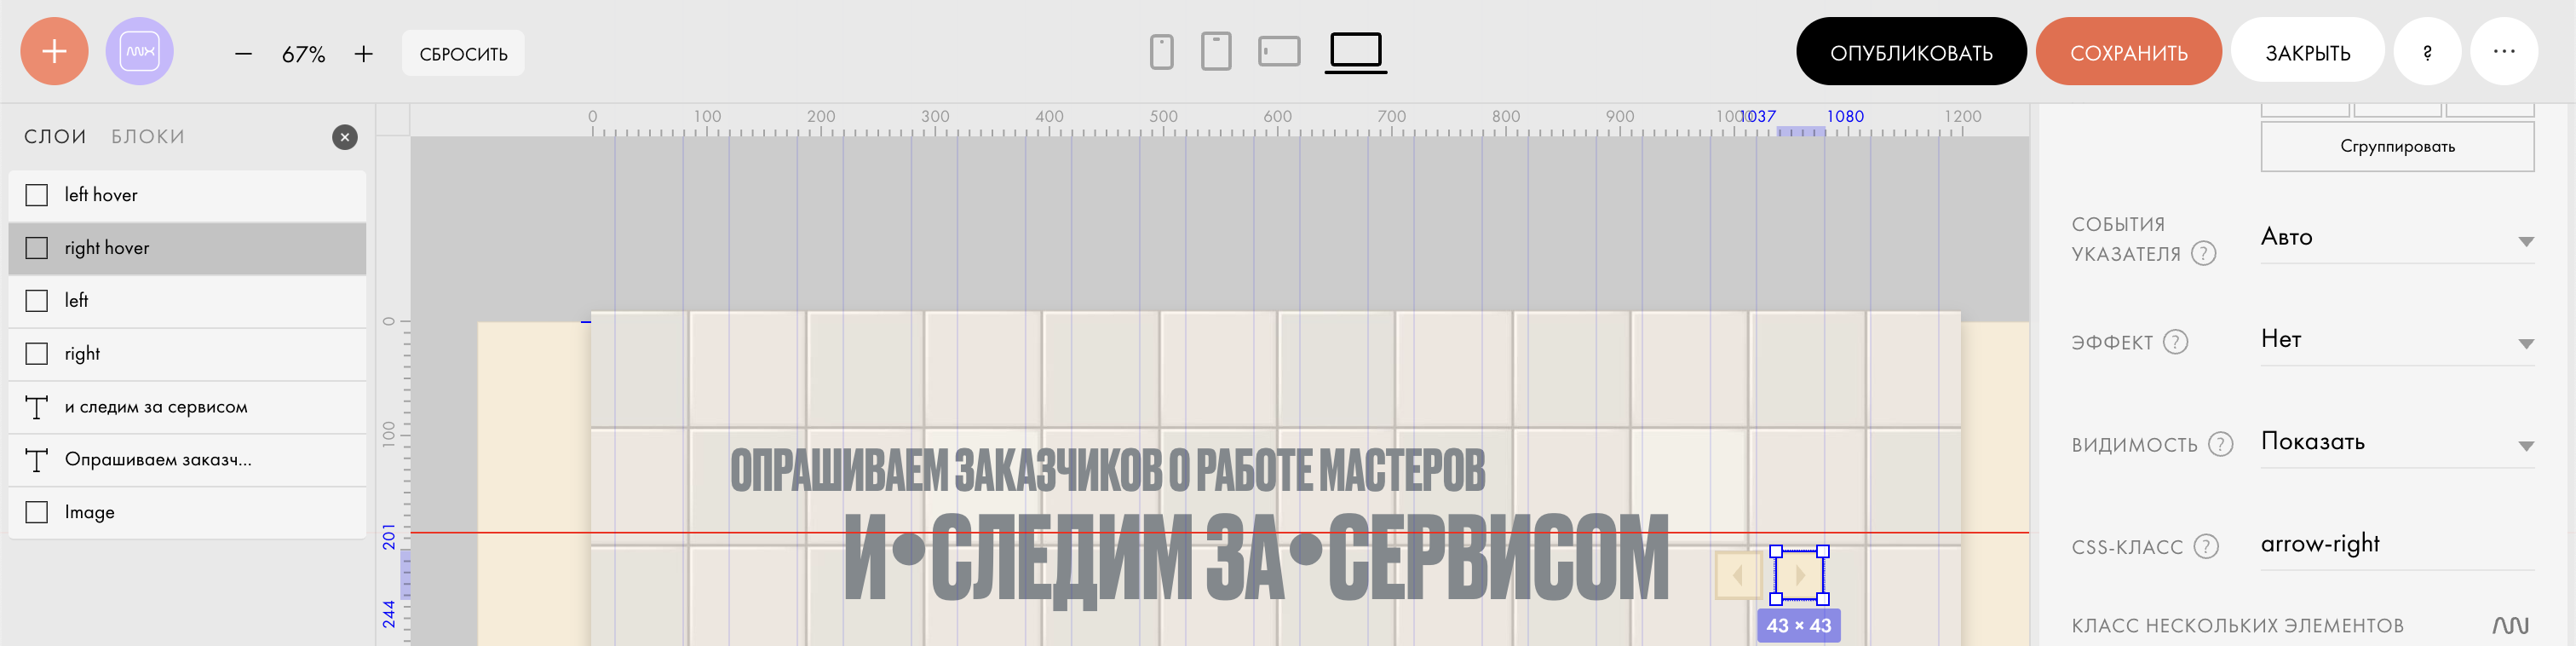 67%
СБРОСИТЬ
ОПУБЛИКОВАТЬ
СОХРАНИТЬ
ЗАКРЫТЬ
?
...
СЛОИ БЛОКИ
left hover
right hover
left
right
и следим за сервисом
Опрашиваем заказч...
Image
0 100 200 300 400 500 600 700 800 900 1037 1080 1200
0
100
201
244
ОПРАШИВАЕМ ЗАКАЗЧИКОВ О РАБОТЕ МАСТЕРОВ
И•СЛЕДИМ ЗА•СЕРВИСОМ
43 × 43
Сгруппировать
СОБЫТИЯ
УКАЗАТЕЛЯ ? Авто
ЭФФЕКТ ? Нет
ВИДИМОСТЬ ? Показать
CSS-КЛАСС ? arrow-right
КЛАСС НЕСКОЛЬКИХ ЭЛЕМЕНТОВ